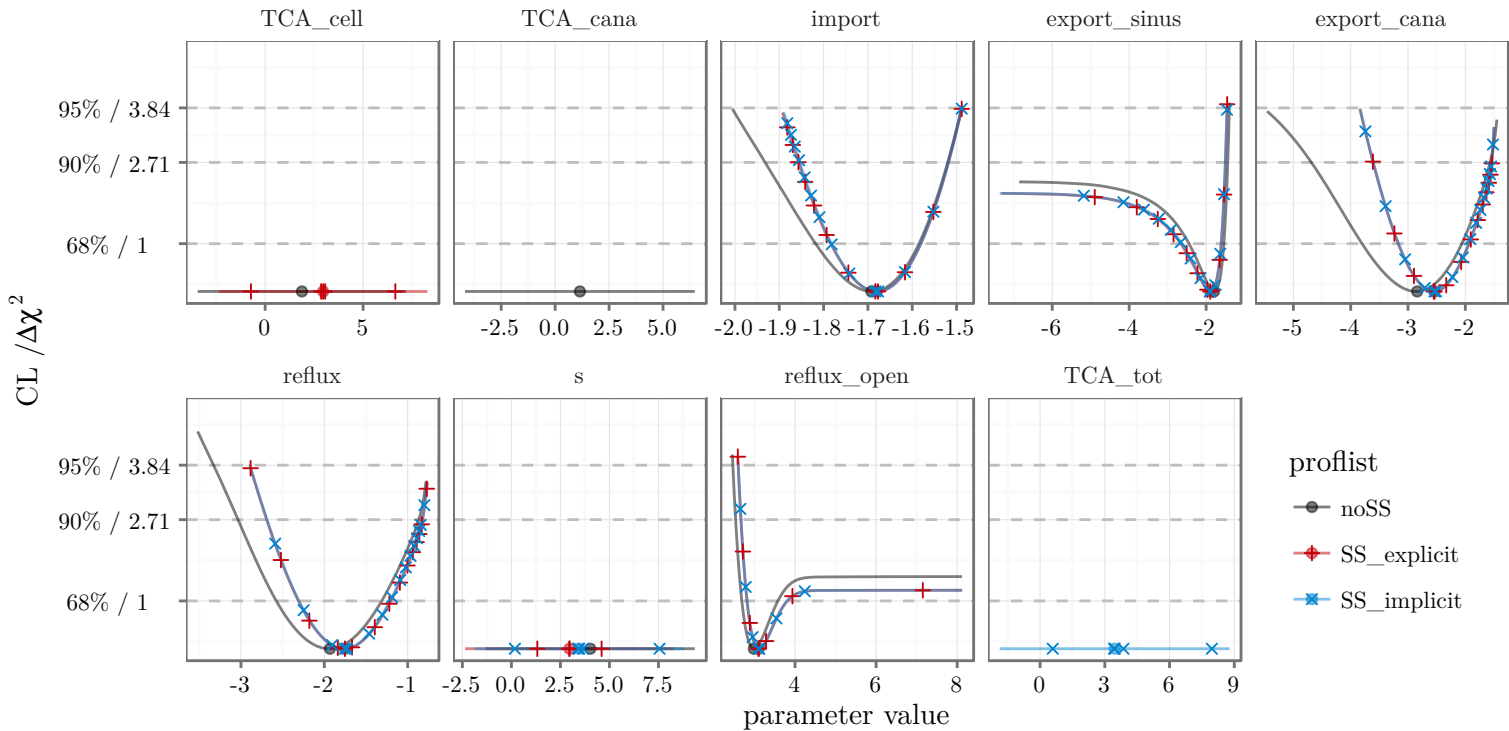 TCA_cell TCA_cana import export_sinus export_cana
95% / 3.84
90% / 2.71
68% / 1
0 5 -2.5 0.0 2.5 5.0 -2.0 -1.9 -1.8 -1.7 -1.6 -1.5 -6 -4 -2 -5 -4 -3 -2
CL /Δχ²
reflux s reflux_open TCA_tot
95% / 3.84
90% / 2.71
68% / 1
-3 -2 -1 -2.5 0.0 2.5 5.0 7.5 4 6 8 0 3 6 9
parameter value
proflist
noSS
SS_explicit
SS_implicit